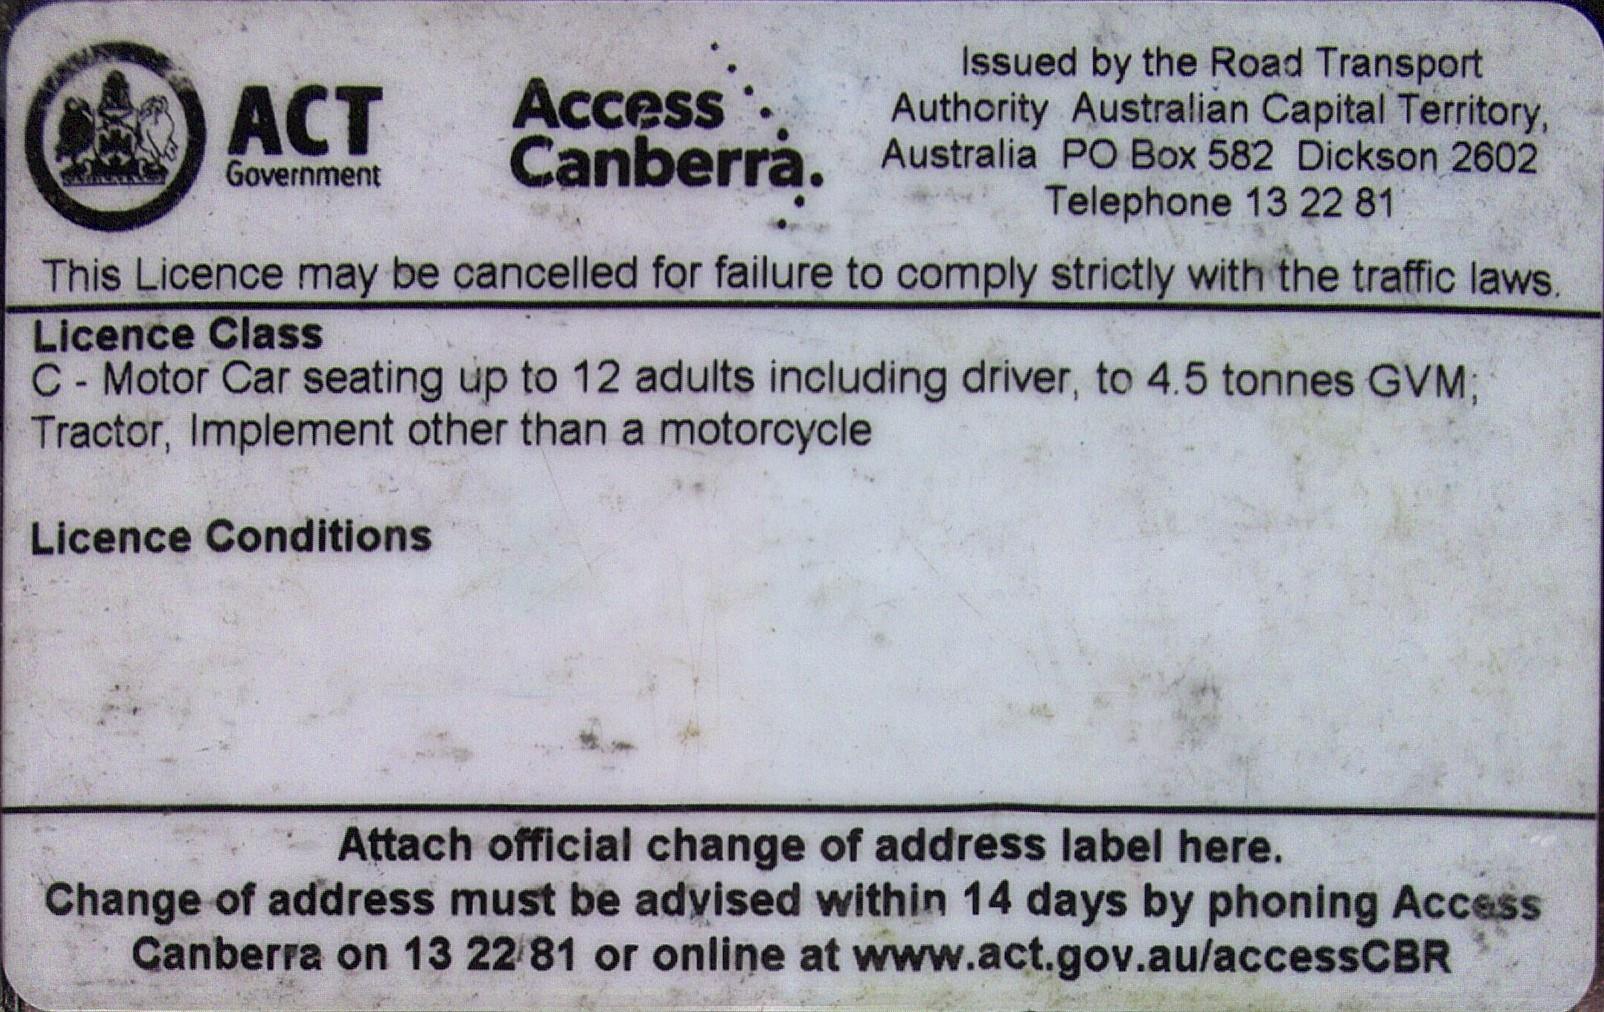 ACT
Government
Access
Canberra.
Issued by the Road Transport
Authority Australian Capital Territory,
Australia PO Box 582 Dickson 2602
Telephone 13 22 81
This Licence may be cancelled for failure to comply strictly with the traffic laws.
Licence Class
C - Motor Car seating up to 12 adults including driver, to 4.5 tonnes GVM;
Tractor, Implement other than a motorcycle
Licence Conditions
Attach official change of address label here.
Change of address must be advised within 14 days by phoning Access
Canberra on 13 22 81 or online at www.act.gov.au/accessCBR